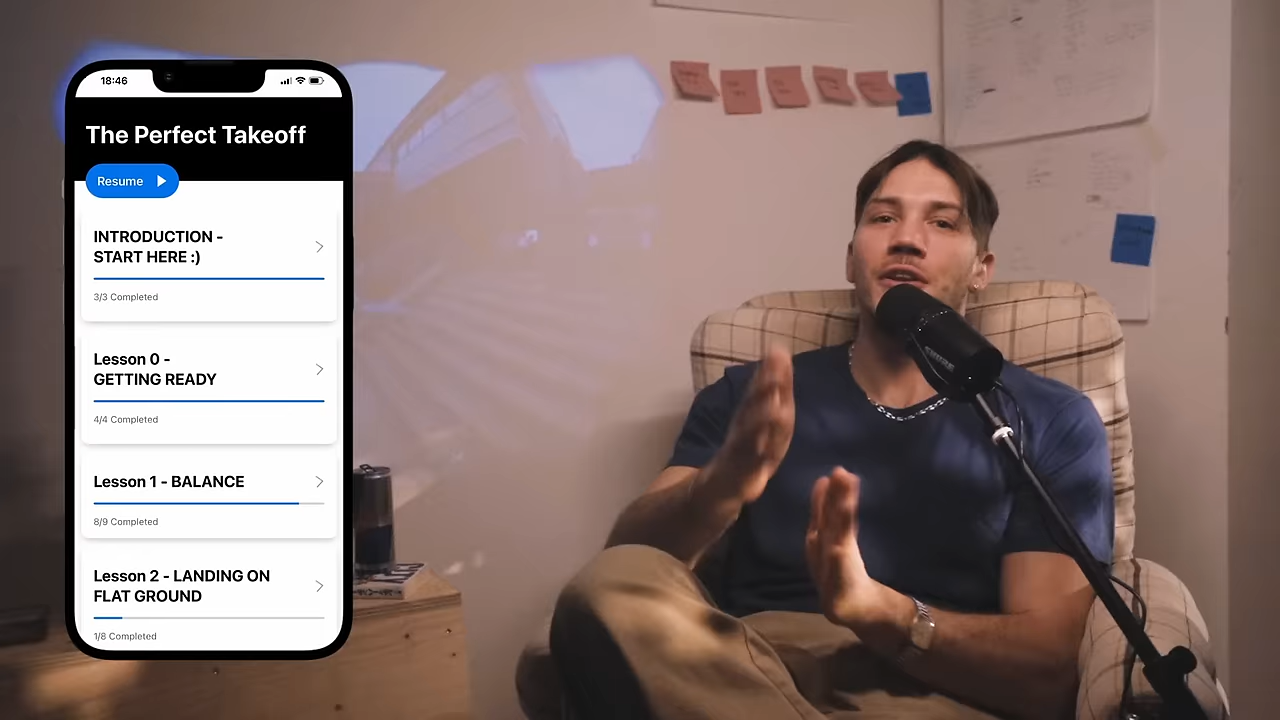 18:46
The Perfect Takeoff
Resume
INTRODUCTION -
START HERE :)
3/3 Completed
Lesson 0 -
GETTING READY
4/4 Completed
Lesson 1 - BALANCE
8/9 Completed
Lesson 2 - LANDING ON
FLAT GROUND
1/8 Completed
SHURE